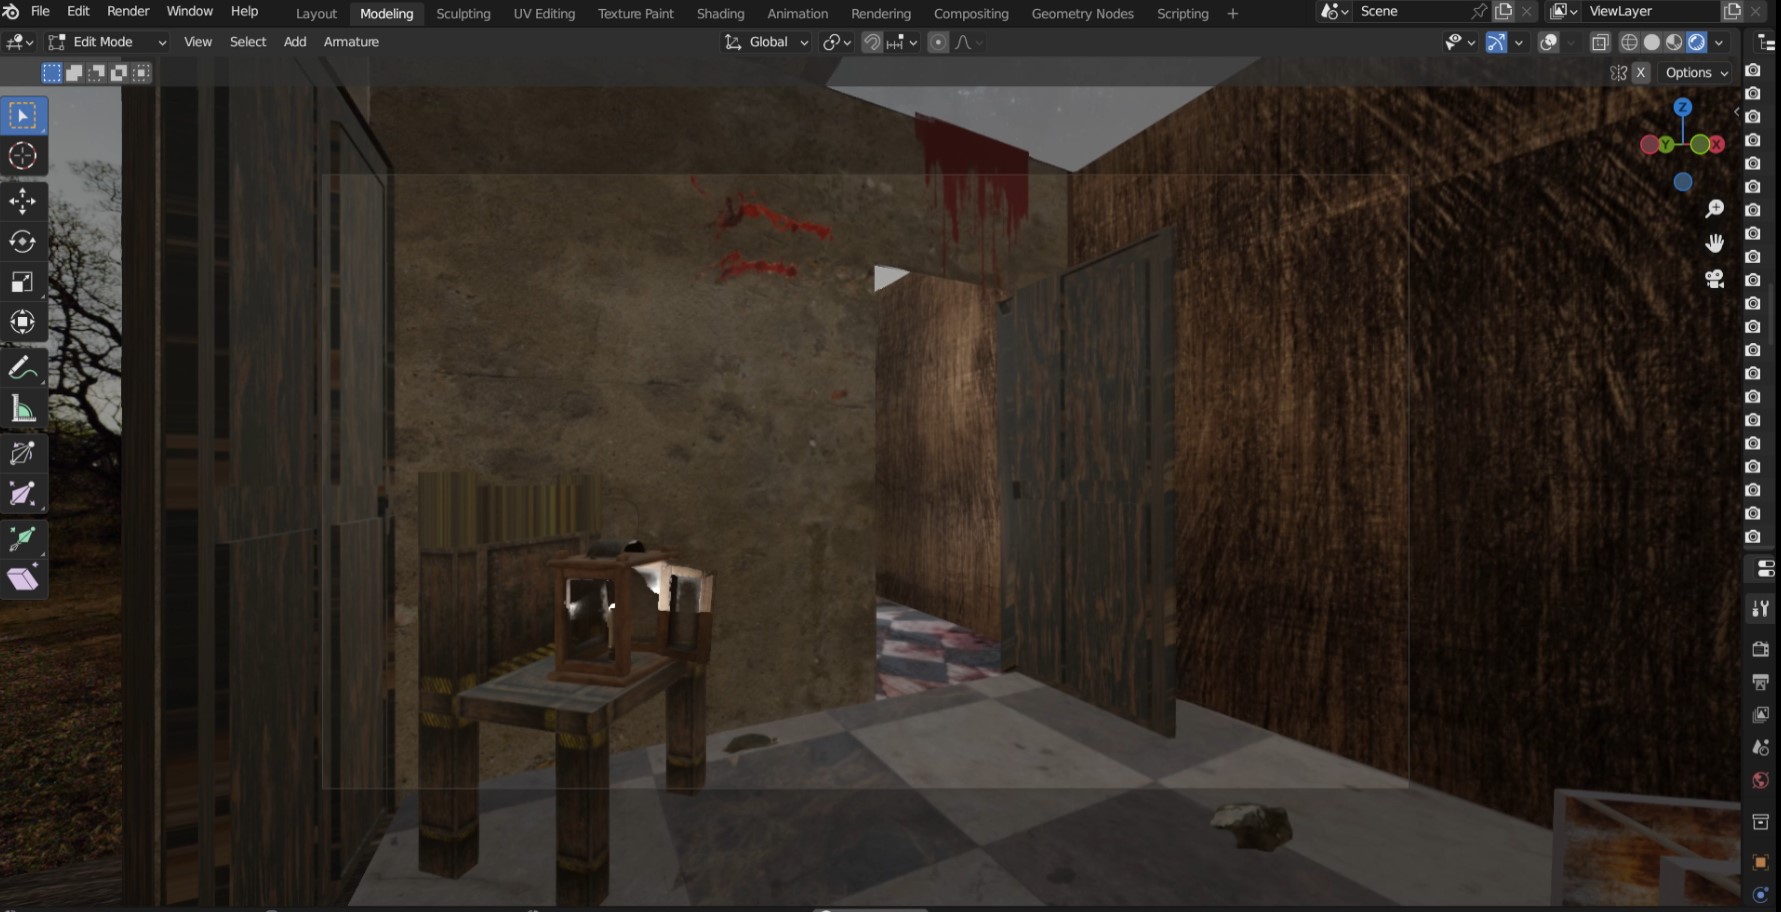 File Edit Render Window Help Layout Modeling Sculpting UV Editing Texture Paint Shading Animation Rendering Compositing Geometry Nodes Scripting + Scene ViewLayer
Edit Mode View Select Add Armature Global
X Options
Z
Y X